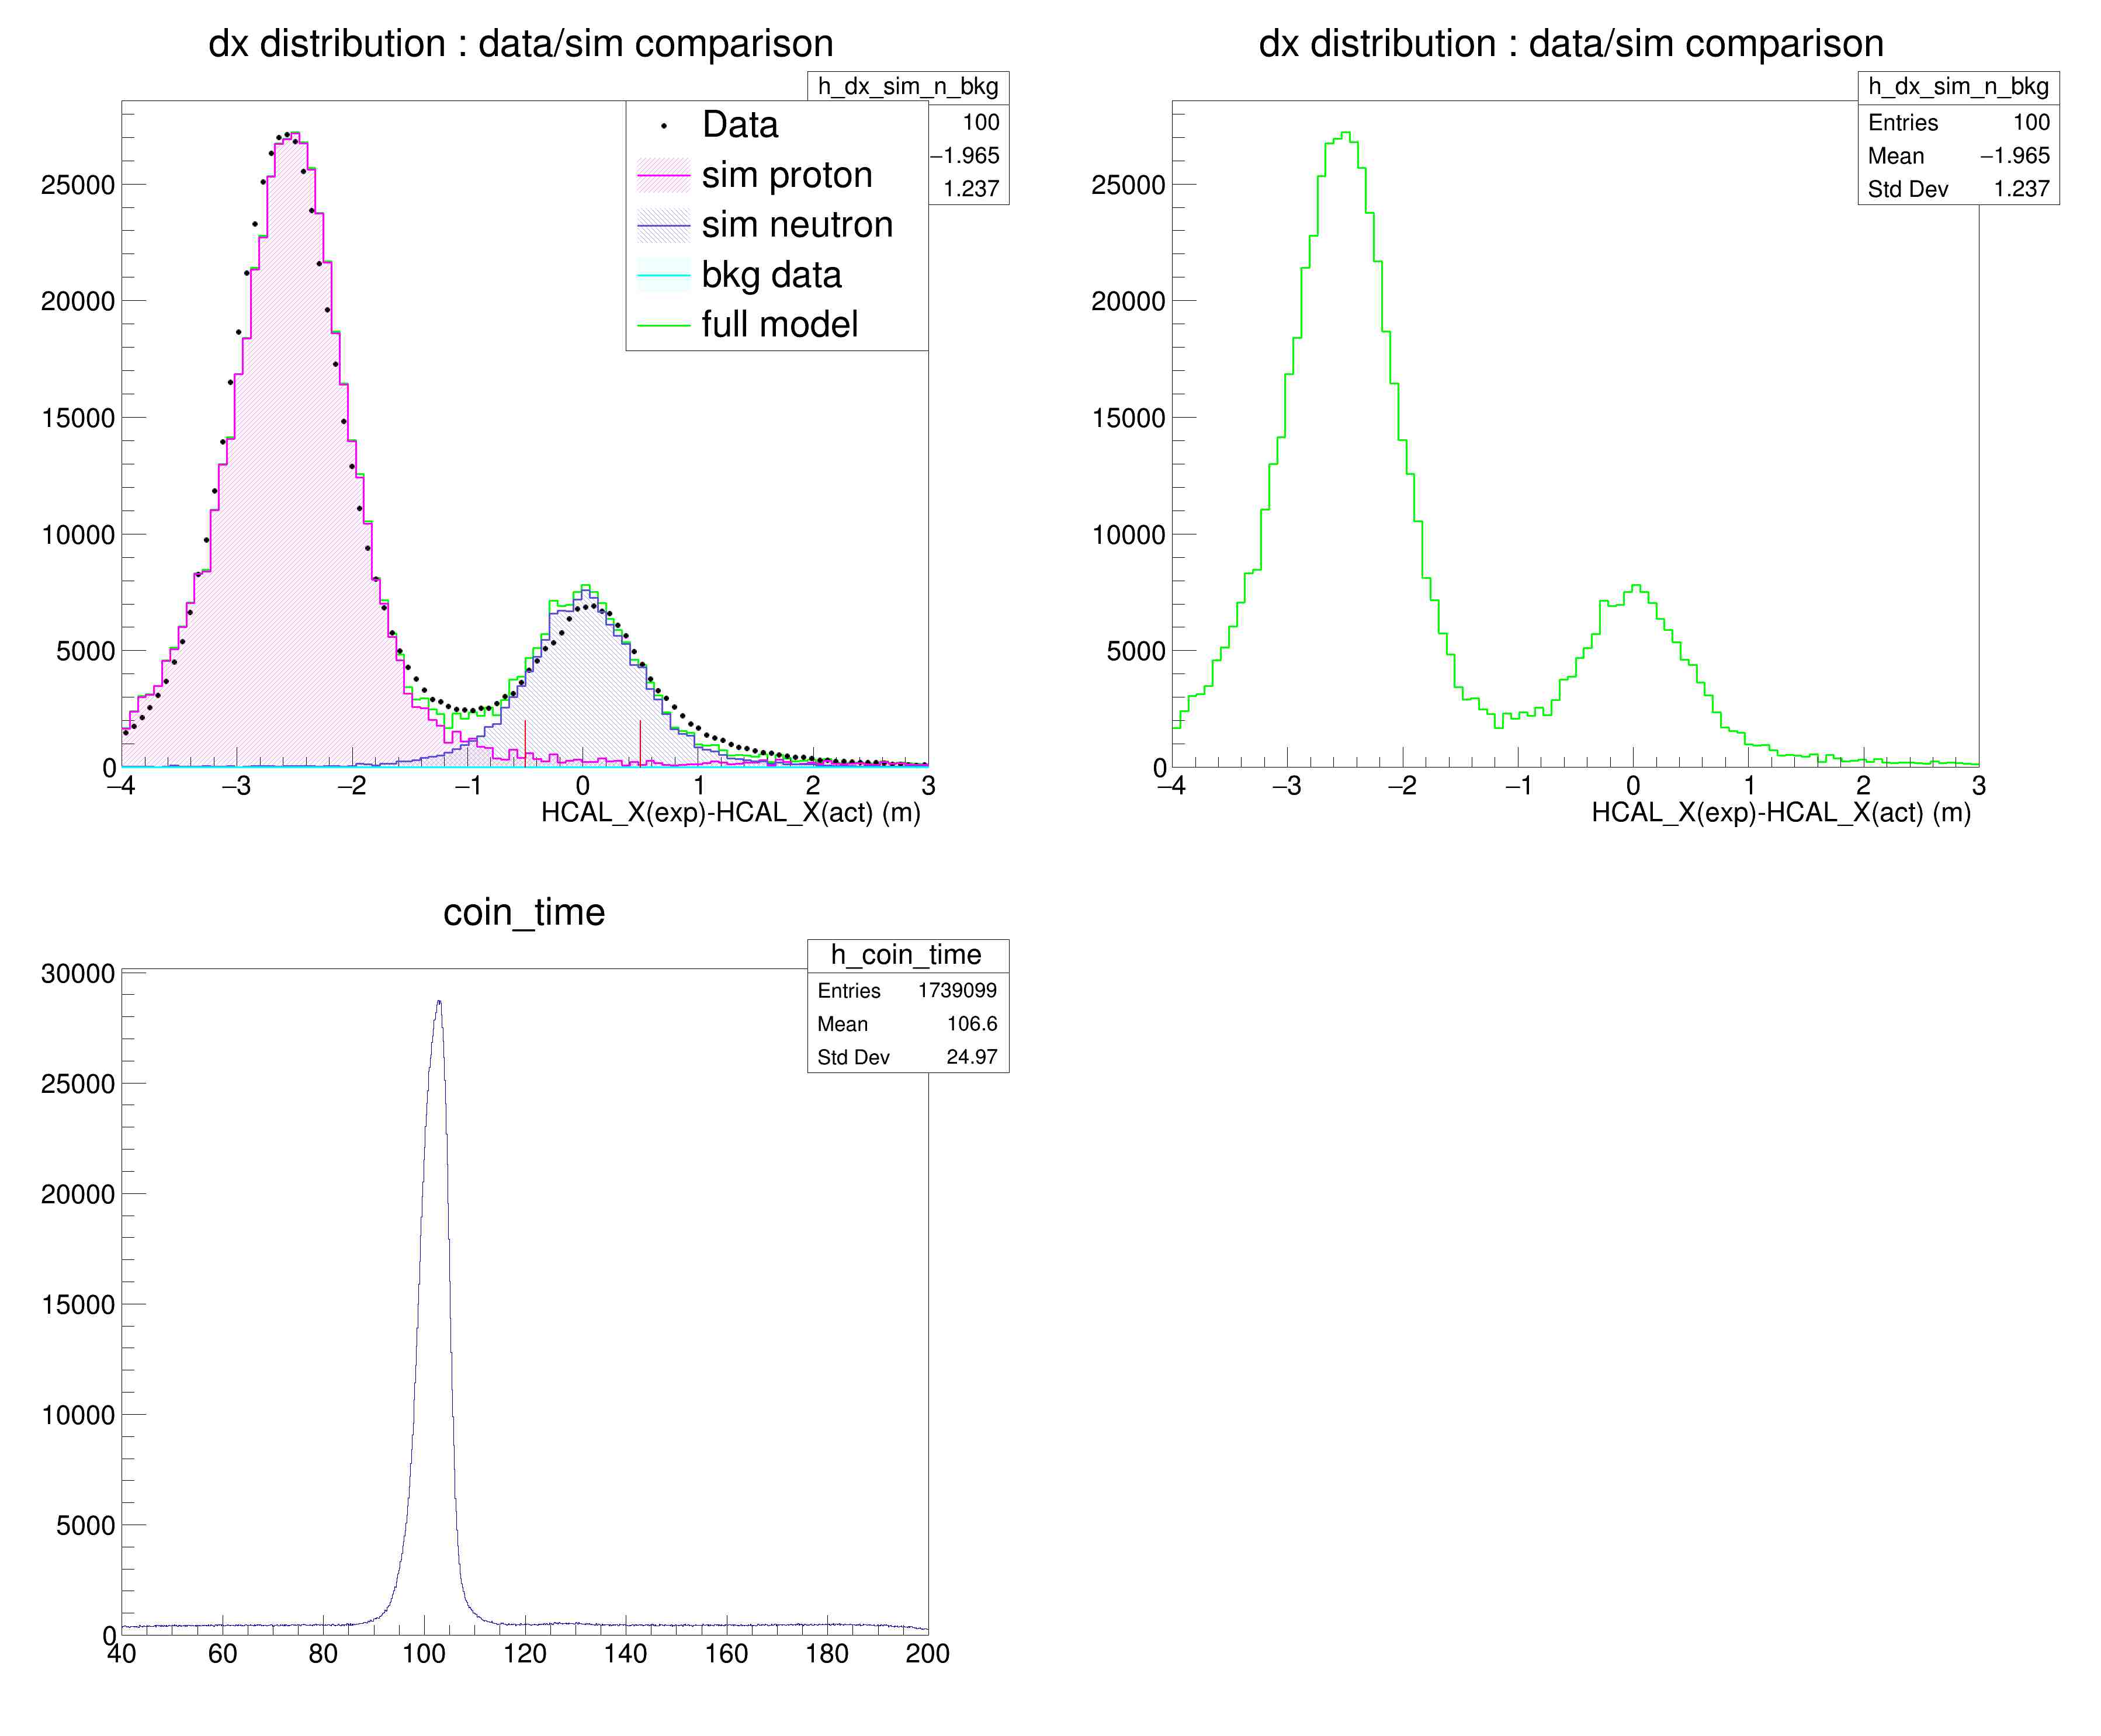 dx distribution : data/sim comparison
h_dx_sim_n_bkg
100
−1.965
1.237
Data
sim proton
sim neutron
bkg data
full model
25000
20000
15000
10000
5000
0
−4 −3 −2 −1 0 1 2 3
HCAL_X(exp)-HCAL_X(act) (m)
dx distribution : data/sim comparison
h_dx_sim_n_bkg
Entries 100
Mean −1.965
Std Dev 1.237
25000
20000
15000
10000
5000
0
−4 −3 −2 −1 0 1 2 3
HCAL_X(exp)-HCAL_X(act) (m)
coin_time
h_coin_time
Entries 1739099
Mean 106.6
Std Dev 24.97
30000
25000
20000
15000
10000
5000
0
40 60 80 100 120 140 160 180 200